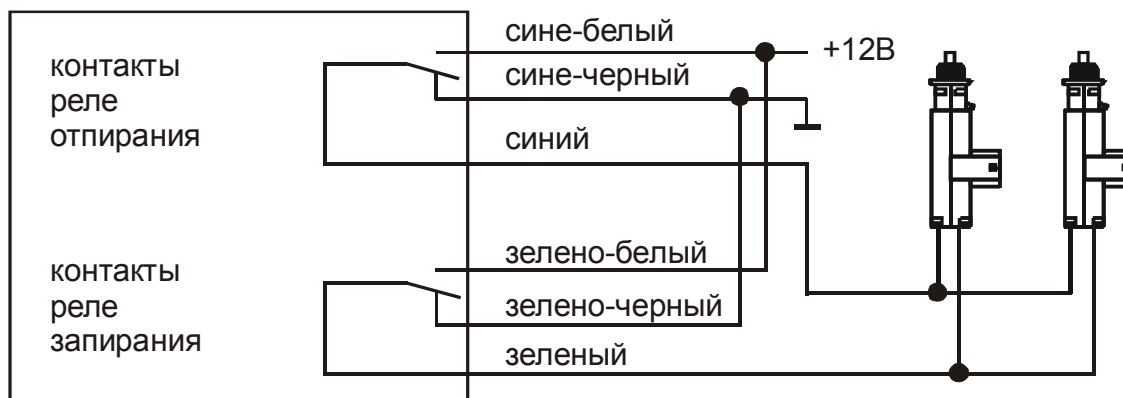 сине-белый
+12В
сине-черный
контакты
реле
отпирания
синий
зелено-белый
контакты
реле
запирания
зелено-черный
зеленый